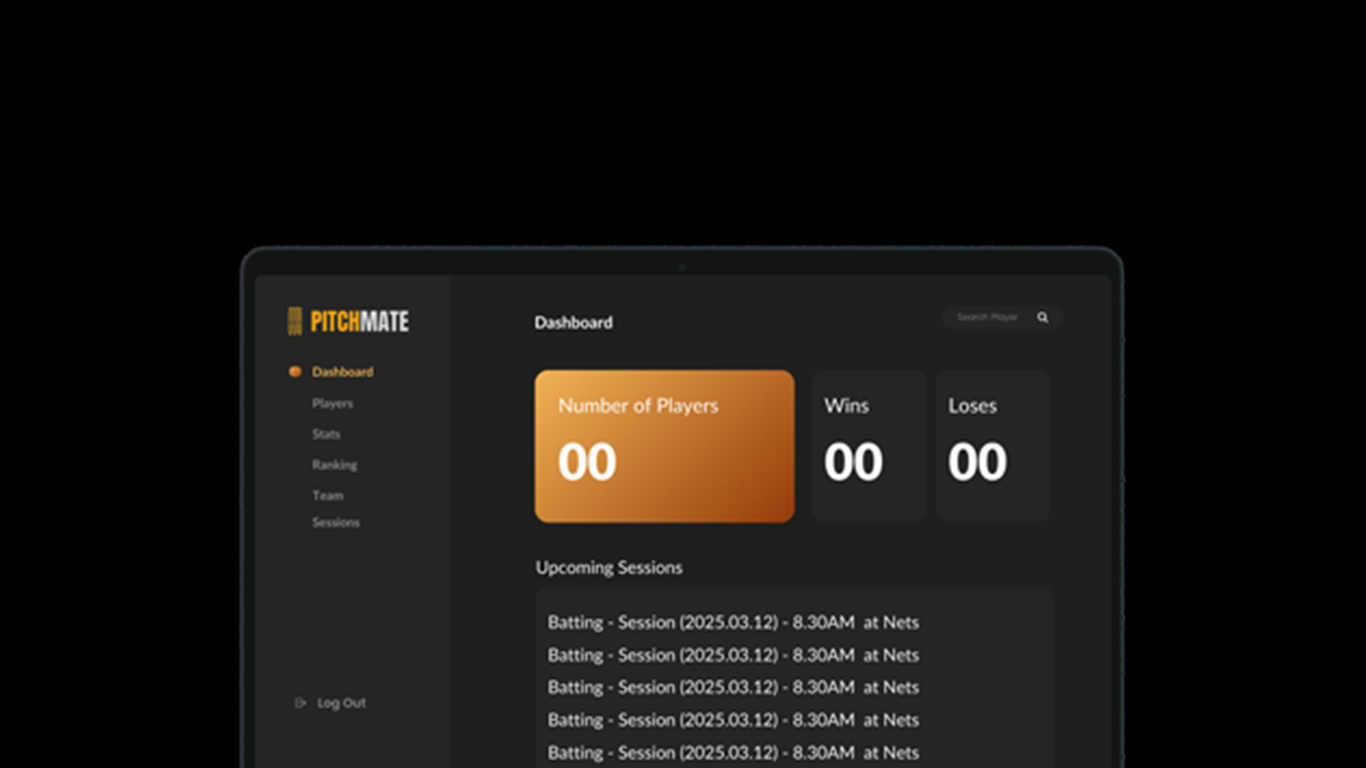 PITCHMATE
Dashboard
Players
Stats
Ranking
Team
Sessions
Log Out
Dashboard
Search Player
Number of Players
00
Wins
00
Loses
00
Upcoming Sessions
Batting - Session (2025.03.12) - 8.30AM  at Nets
Batting - Session (2025.03.12) - 8.30AM  at Nets
Batting - Session (2025.03.12) - 8.30AM  at Nets
Batting - Session (2025.03.12) - 8.30AM  at Nets
Batting - Session (2025.03.12) - 8.30AM  at Nets